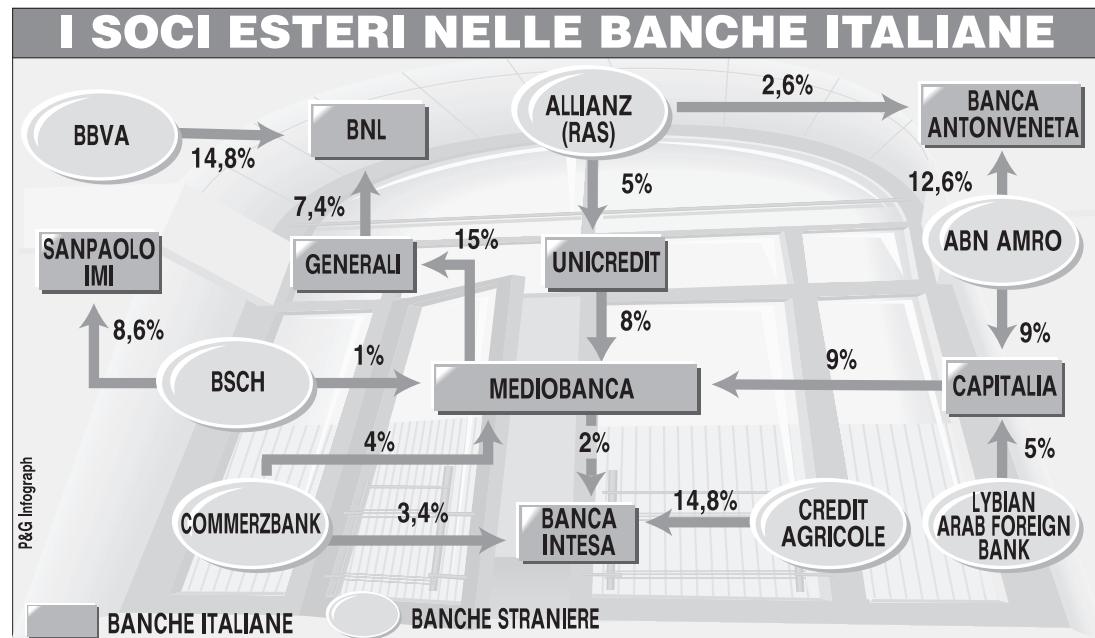 I SOCI ESTERI NELLE BANCHE ITALIANE
BBVA
14,8%
BNL
ALLIANZ
(RAS)
2,6%
BANCA
ANTONVENETA
5%
12,6%
7,4%
SANPAOLO
IMI
GENERALI
15%
UNICREDIT
ABN AMRO
8,6%
8%
9%
BSCH
1%
MEDIOBANCA
9%
CAPITALIA
4%
2%
5%
COMMERZBANK
3,4%
BANCA
INTESA
14,8%
CREDIT
AGRICOLE
LYBIAN
ARAB FOREIGN
BANK
P&G Infograph
BANCHE ITALIANE
BANCHE STRANIERE